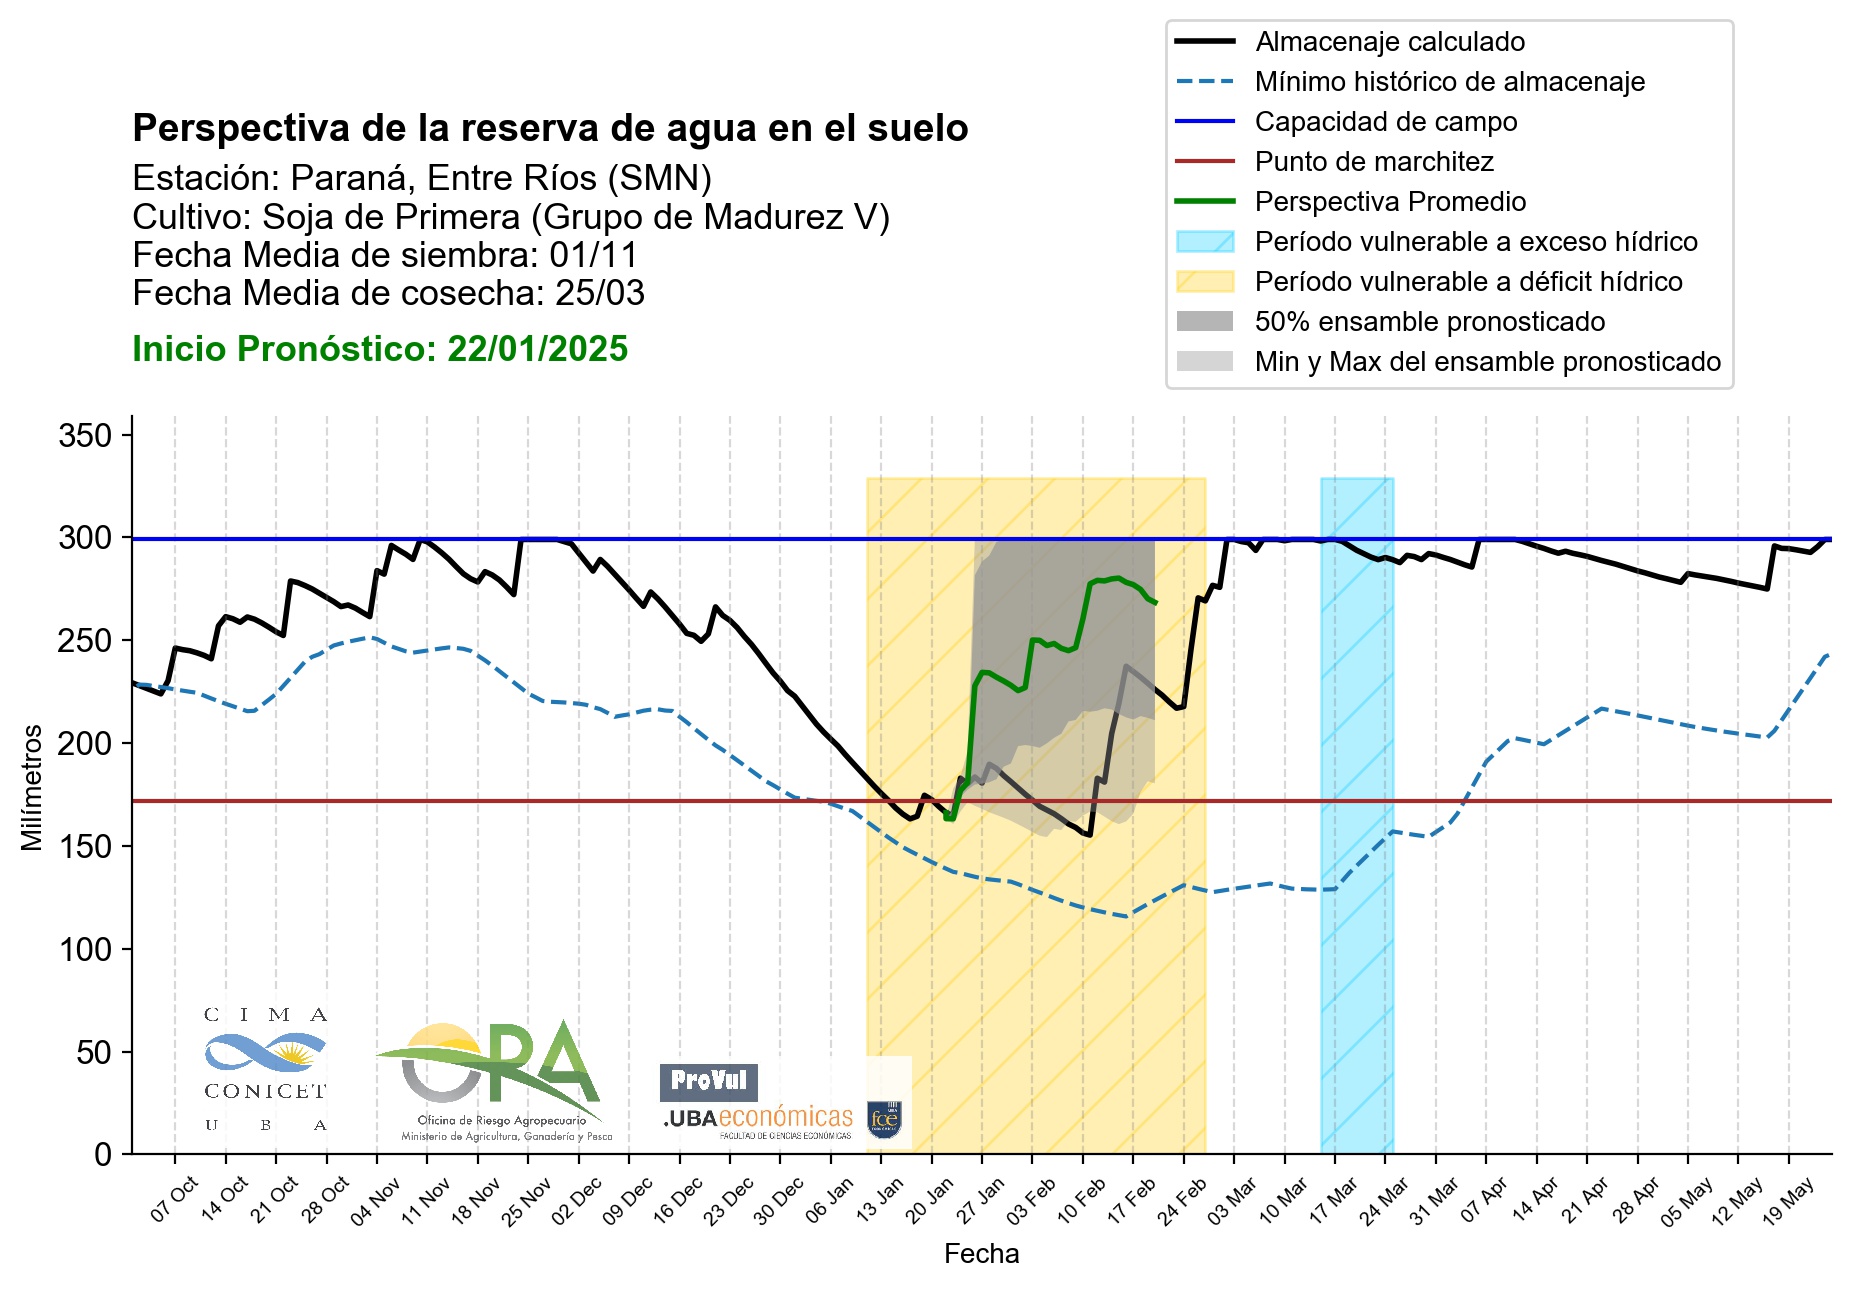 Almacenaje calculado
Mínimo histórico de almacenaje
Capacidad de campo
Punto de marchitez
Perspectiva Promedio
Período vulnerable a exceso hídrico
Período vulnerable a déficit hídrico
50% ensamble pronosticado
Min y Max del ensamble pronosticado
Perspectiva de la reserva de agua en el suelo
Estación: Paraná, Entre Ríos (SMN)
Cultivo: Soja de Primera (Grupo de Madurez V)
Fecha Media de siembra: 01/11
Fecha Media de cosecha: 25/03
Inicio Pronóstico: 22/01/2025
350
300
250
200
150
100
50
0
Milímetros
CIMA
CONICET
UBA
ORA
Oficina de Riesgo Agropecuario
Ministerio de Agricultura, Ganadería y Pesca
ProVul
.UBAeconómicas
FACULTAD DE CIENCIAS ECONÓMICAS
UBA
fce
07 Oct
14 Oct
21 Oct
28 Oct
04 Nov
11 Nov
18 Nov
25 Nov
02 Dec
09 Dec
16 Dec
23 Dec
30 Dec
06 Jan
13 Jan
20 Jan
27 Jan
03 Feb
10 Feb
17 Feb
24 Feb
03 Mar
10 Mar
17 Mar
24 Mar
31 Mar
07 Apr
14 Apr
21 Apr
28 Apr
05 May
12 May
19 May
Fecha